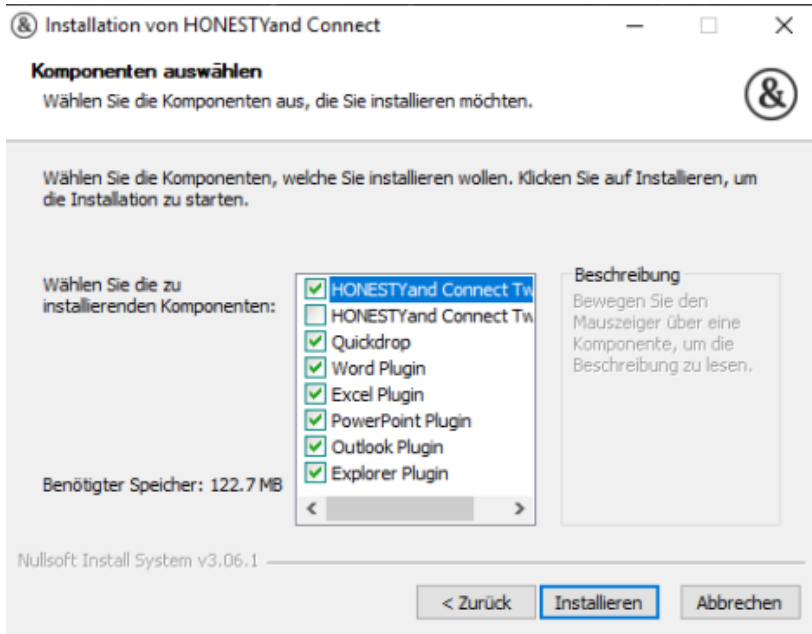 & Installation von HONESTYand Connect
Komponenten auswählen
Wählen Sie die Komponenten aus, die Sie installieren möchten.
&
Wählen Sie die Komponenten, welche Sie installieren wollen. Klicken Sie auf Installieren, um
die Installation zu starten.
Wählen Sie die zu
installierenden Komponenten:
HONESTYand Connect Tw
HONESTYand Connect Tw
Quickdrop
Word Plugin
Excel Plugin
PowerPoint Plugin
Outlook Plugin
Explorer Plugin
Beschreibung
Bewegen Sie den
Mauszeiger über eine
Komponente, um die
Beschreibung zu lesen.
Benötigter Speicher: 122.7 MB
Nullsoft Install System v3.06.1
< Zurück
Installieren
Abbrechen